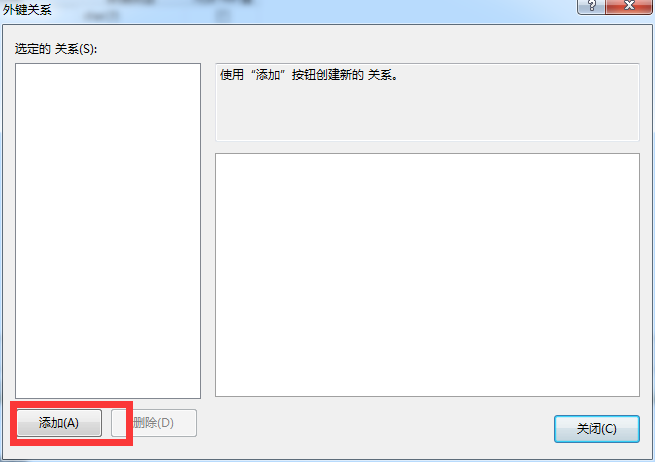 外键关系
选定的 关系(S):
使用“添加”按钮创建新的 关系。
添加(A)
删除(D)
关闭(C)